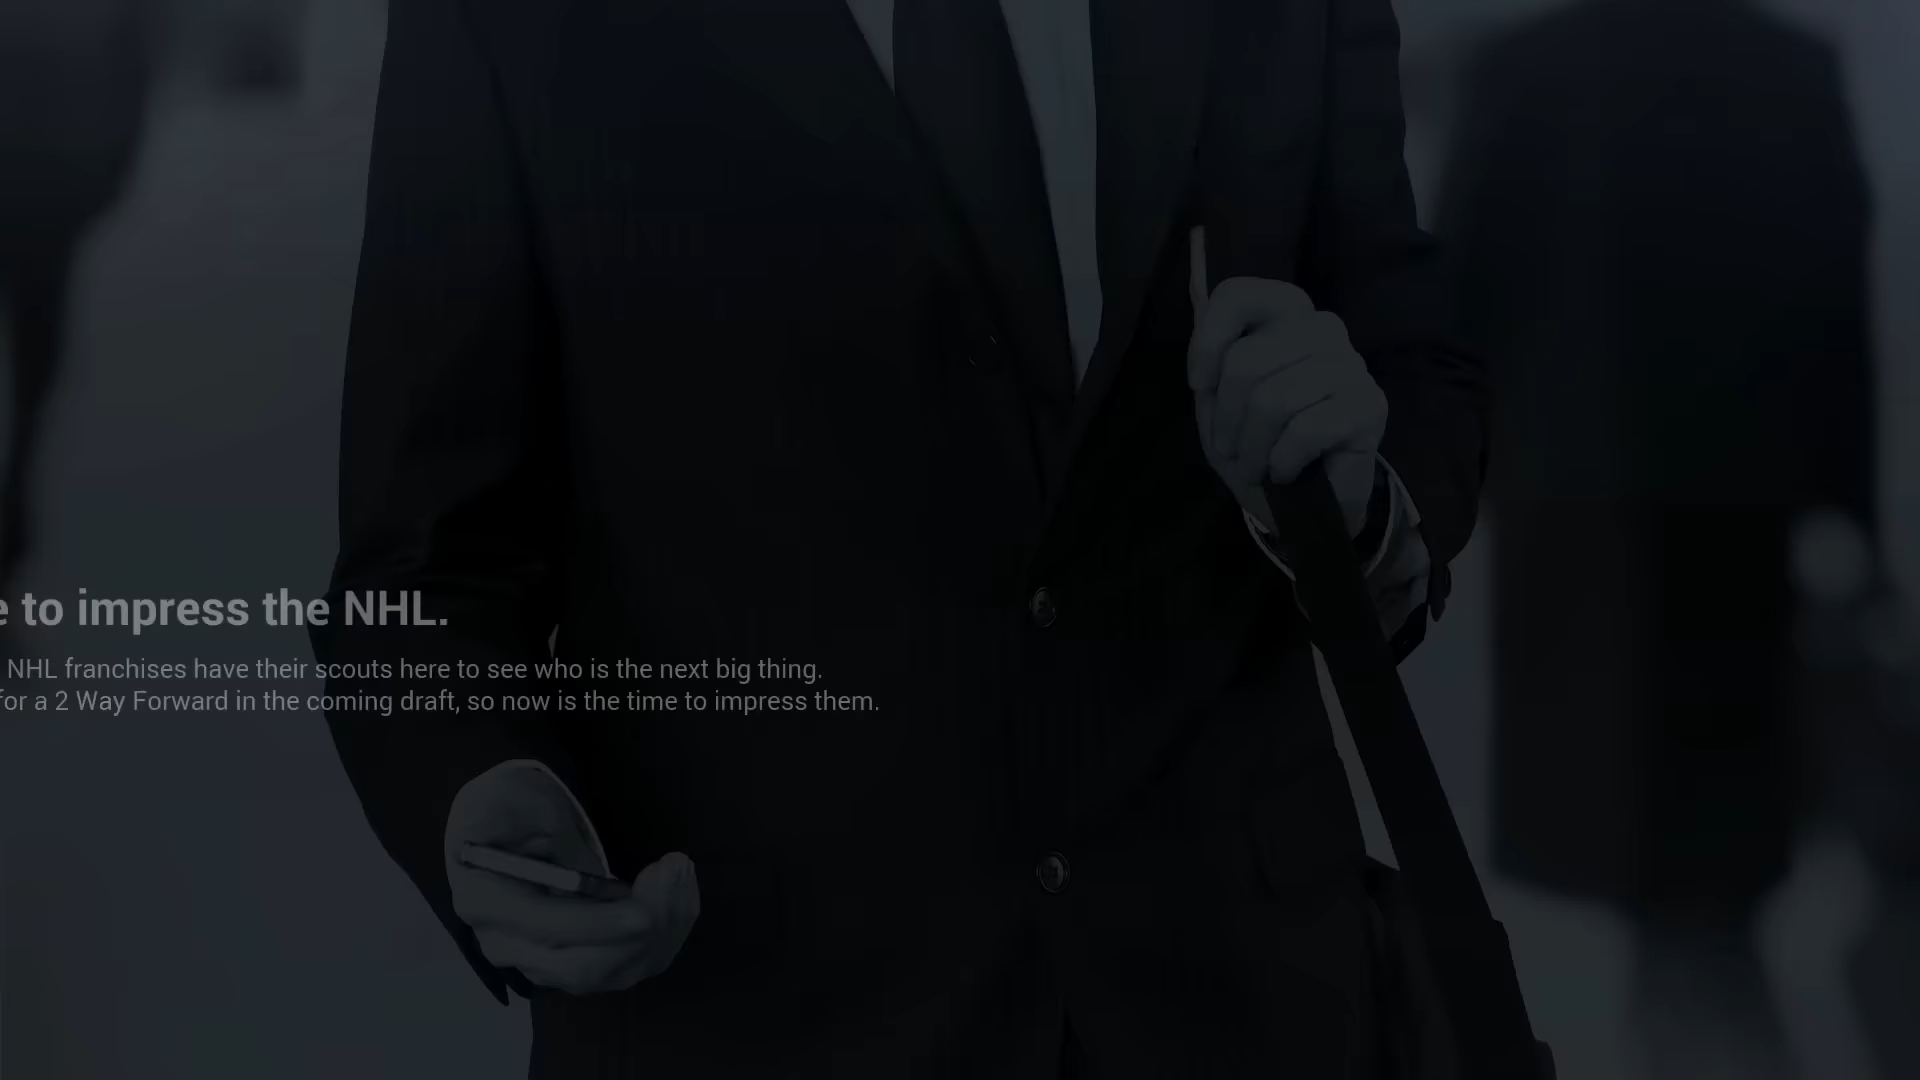 to impress the NHL.
NHL franchises have their scouts here to see who is the next big thing.
for a 2 Way Forward in the coming draft, so now is the time to impress them.